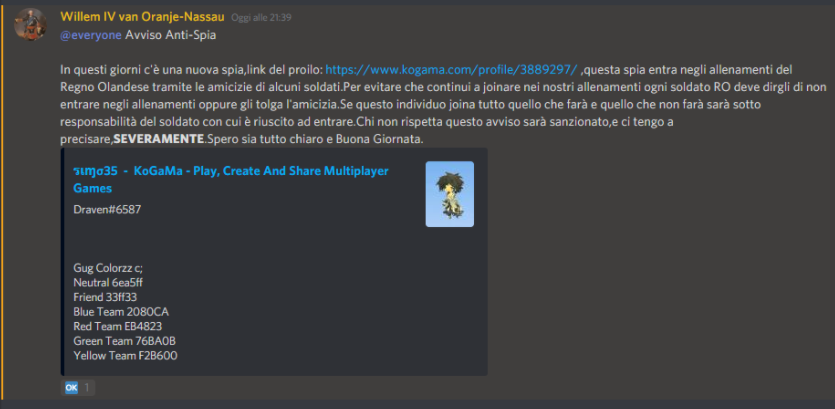 Willem IV van Oranje-Nassau Oggi alle 21:39
@everyone Avviso Anti-Spia
In questi giorni c'è una nuova spia,link del proilo: https://www.kogama.com/profile/3889297/ ,questa spia entra negli allenamenti del
Regno Olandese tramite le amicizie di alcuni soldati.Per evitare che continui a joinare nei nostri allenamenti ogni soldato RO deve dirgli di non
entrare negli allenamenti oppure gli tolga l'amicizia.Se questo individuo joina tutto quello che farà e quello che non farà sarà sotto
responsabilità del soldato con cui è riuscito ad entrare.Chi non rispetta questo avviso sarà sanzionato,e ci tengo a
precisare,SEVERAMENTE.Spero sia tutto chiaro e Buona Giornata.
รιɱσ35 - KoGaMa - Play, Create And Share Multiplayer
Games
Draven#6587
Gug Colorzz c;
Neutral 6ea5ff
Friend 33ff33
Blue Team 2080CA
Red Team EB4823
Green Team 76BA0B
Yellow Team F2B600
OK 1